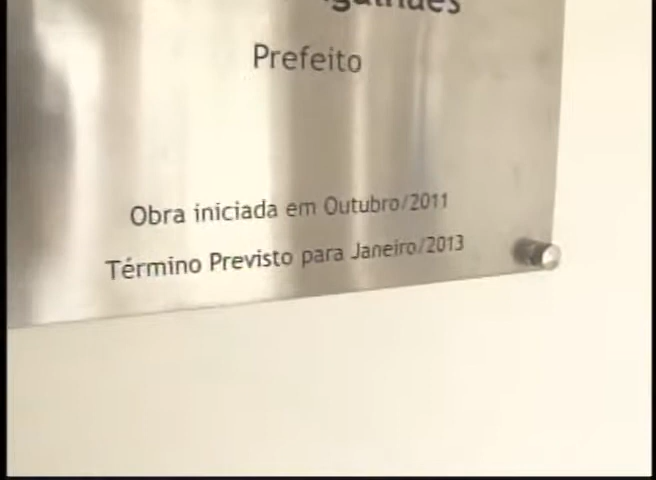 Prefeito
Obra iniciada em Outubro/2011
Término Previsto para Janeiro/2013